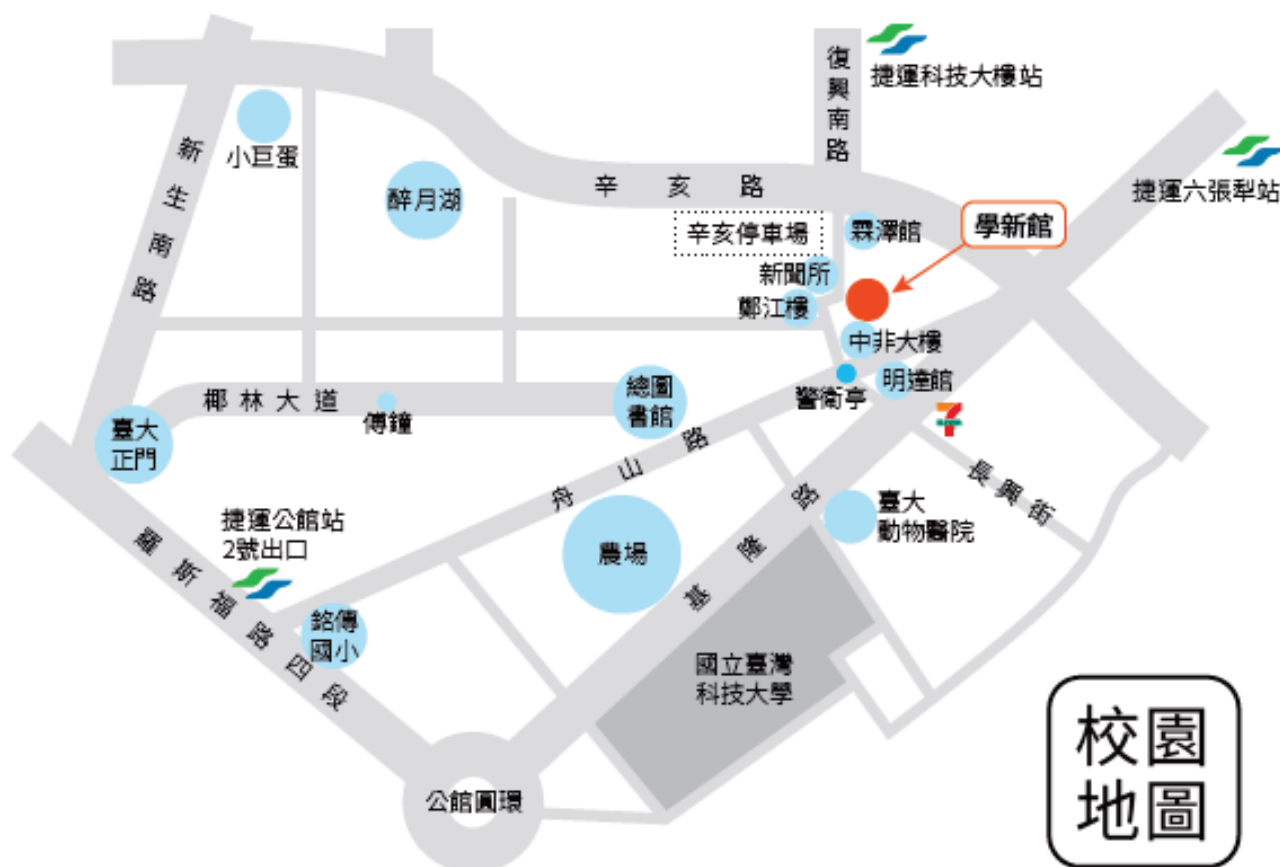 復興南路
捷運科技大樓站
捷運六張犁站
新生南路
小巨蛋
醉月湖
辛亥路
辛亥停車場
霖澤館
學新館
新聞所
鄭江樓
中非大樓
明達館
警衛亭
椰林大道
傅鐘
總圖
書館
臺大
正門
舟山路
長興街
捷運公館站
2號出口
農場
基隆路
臺大
動物醫院
羅斯福路四段
銘傳
國小
國立臺灣
科技大學
公館圓環
校園
地圖
7